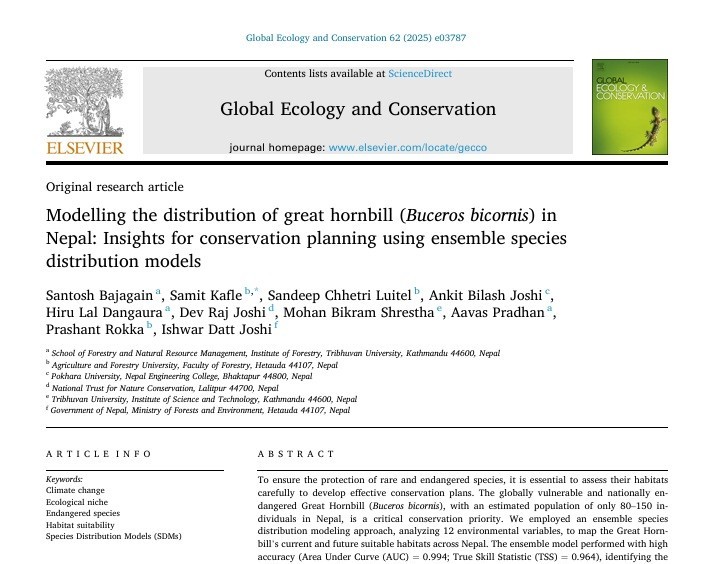 Global Ecology and Conservation 62 (2025) e03787
Contents lists available at ScienceDirect
Global Ecology and Conservation
journal homepage: www.elsevier.com/locate/gecco
ELSEVIER
GLOBAL
ECOLOGY &
CONSERVATION
Original research article
Modelling the distribution of great hornbill (Buceros bicornis) in
Nepal: Insights for conservation planning using ensemble species
distribution models
Santosh Bajagain a, Samit Kafle b,*, Sandeep Chhetri Luitel b, Ankit Bilash Joshi c,
Hiru Lal Dangaura a, Dev Raj Joshi d, Mohan Bikram Shrestha e, Aavas Pradhan a,
Prashant Rokka b, Ishwar Datt Joshi f
a School of Forestry and Natural Resource Management, Institute of Forestry, Tribhuvan University, Kathmandu 44600, Nepal
b Agriculture and Forestry University, Faculty of Forestry, Hetauda 44107, Nepal
c Pokhara University, Nepal Engineering College, Bhaktapur 44800, Nepal
d National Trust for Nature Conservation, Lalitpur 44700, Nepal
e Tribhuvan University, Institute of Science and Technology, Kathmandu 44600, Nepal
f Government of Nepal, Ministry of Forests and Environment, Hetauda 44107, Nepal
ARTICLE INFO
Keywords:
Climate change
Ecological niche
Endangered species
Habitat suitability
Species Distribution Models (SDMs)
ABSTRACT
To ensure the protection of rare and endangered species, it is essential to assess their habitats
carefully to develop effective conservation plans. The globally vulnerable and nationally en-
dangered Great Hornbill (Buceros bicornis), with an estimated population of only 80–150 in-
dividuals in Nepal, is a critical conservation priority. We employed an ensemble species
distribution modeling approach, analyzing 12 environmental variables, to map the Great Horn-
bill's current and future suitable habitats across Nepal. The ensemble model performed with high
accuracy (Area Under Curve (AUC) = 0.994; True Skill Statistic (TSS) = 0.964), identifying the